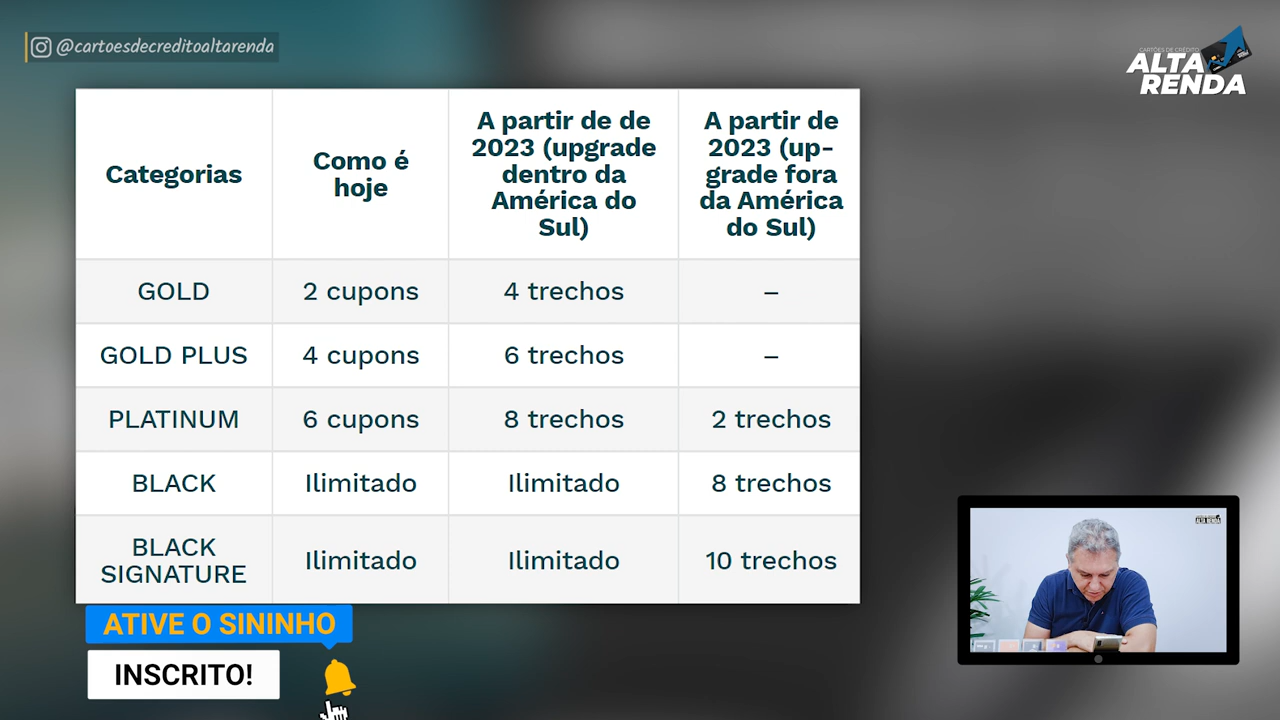 @cartoesdecreditoaltarenda
CARTÕES DE CRÉDITO
ALTA
RENDA
Categorias
Como é
hoje
A partir de de
2023 (upgrade
dentro da
América do
Sul)
A partir de
2023 (up-
grade fora
da América
do Sul)
GOLD
2 cupons
4 trechos
–
GOLD PLUS
4 cupons
6 trechos
–
PLATINUM
6 cupons
8 trechos
2 trechos
BLACK
Ilimitado
Ilimitado
8 trechos
BLACK
SIGNATURE
Ilimitado
Ilimitado
10 trechos
ATIVE O SININHO
INSCRITO!
ALTA RENDA